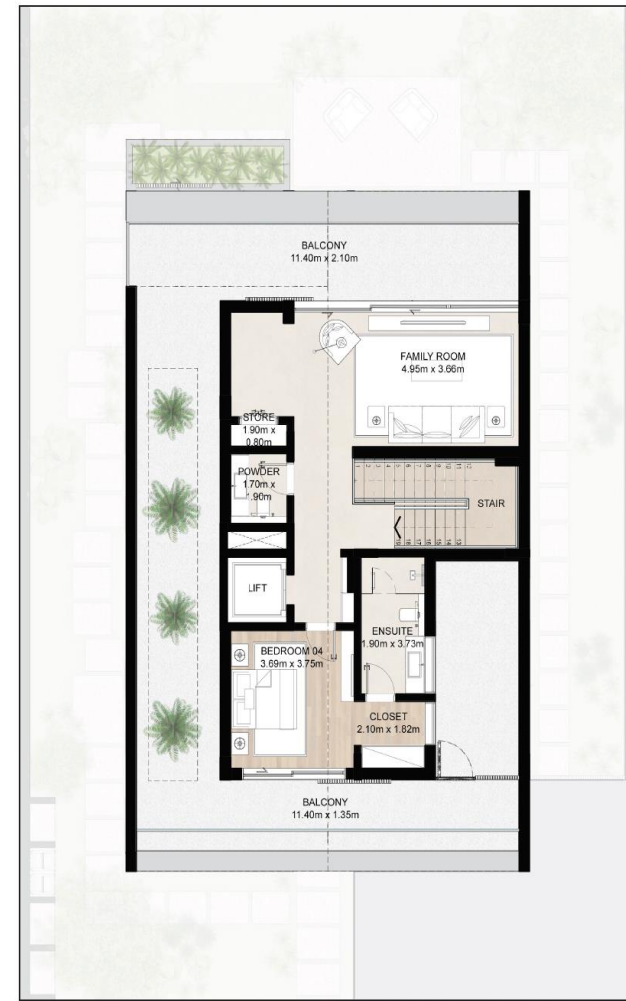 BALCONY
11.40m x 2.10m
FAMILY ROOM
4.95m x 3.66m
STORE
1.90m x
0.80m
POWDER
1.70m x
1.90m
STAIR
LIFT
ENSUITE
1.90m x 3.73m
BEDROOM 04
3.69m x 3.75m
CLOSET
2.10m x 1.82m
BALCONY
11.40m x 1.35m